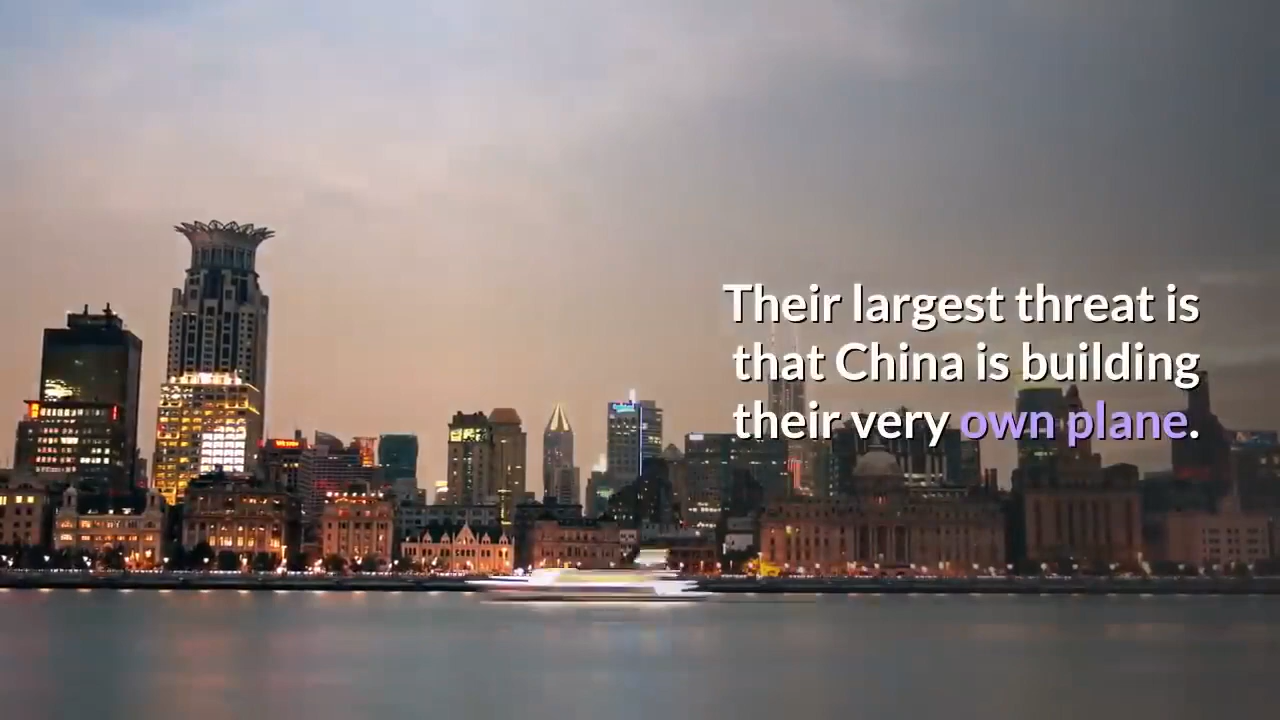 Their largest threat is
that China is building
their very own plane.